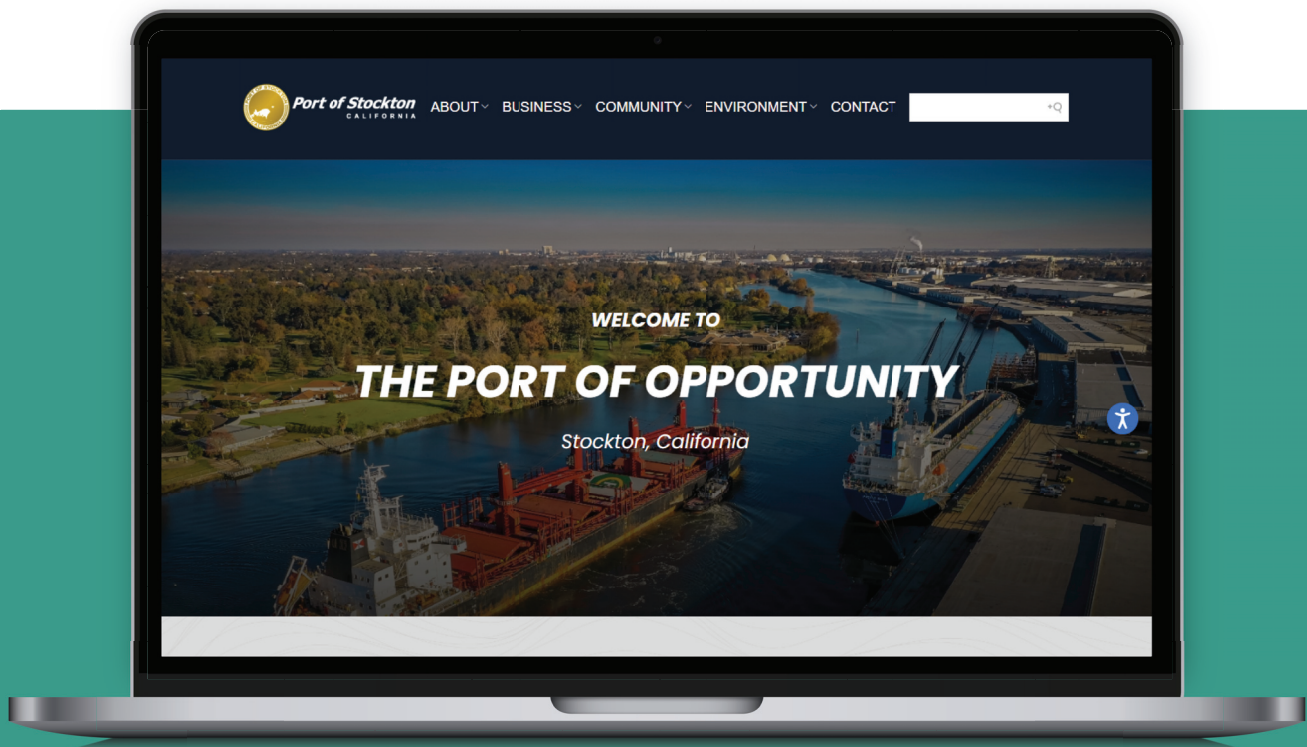 Port of Stockton
CALIFORNIA
ABOUT
BUSINESS
COMMUNITY
ENVIRONMENT
CONTACT
WELCOME TO
THE PORT OF OPPORTUNITY
Stockton, California